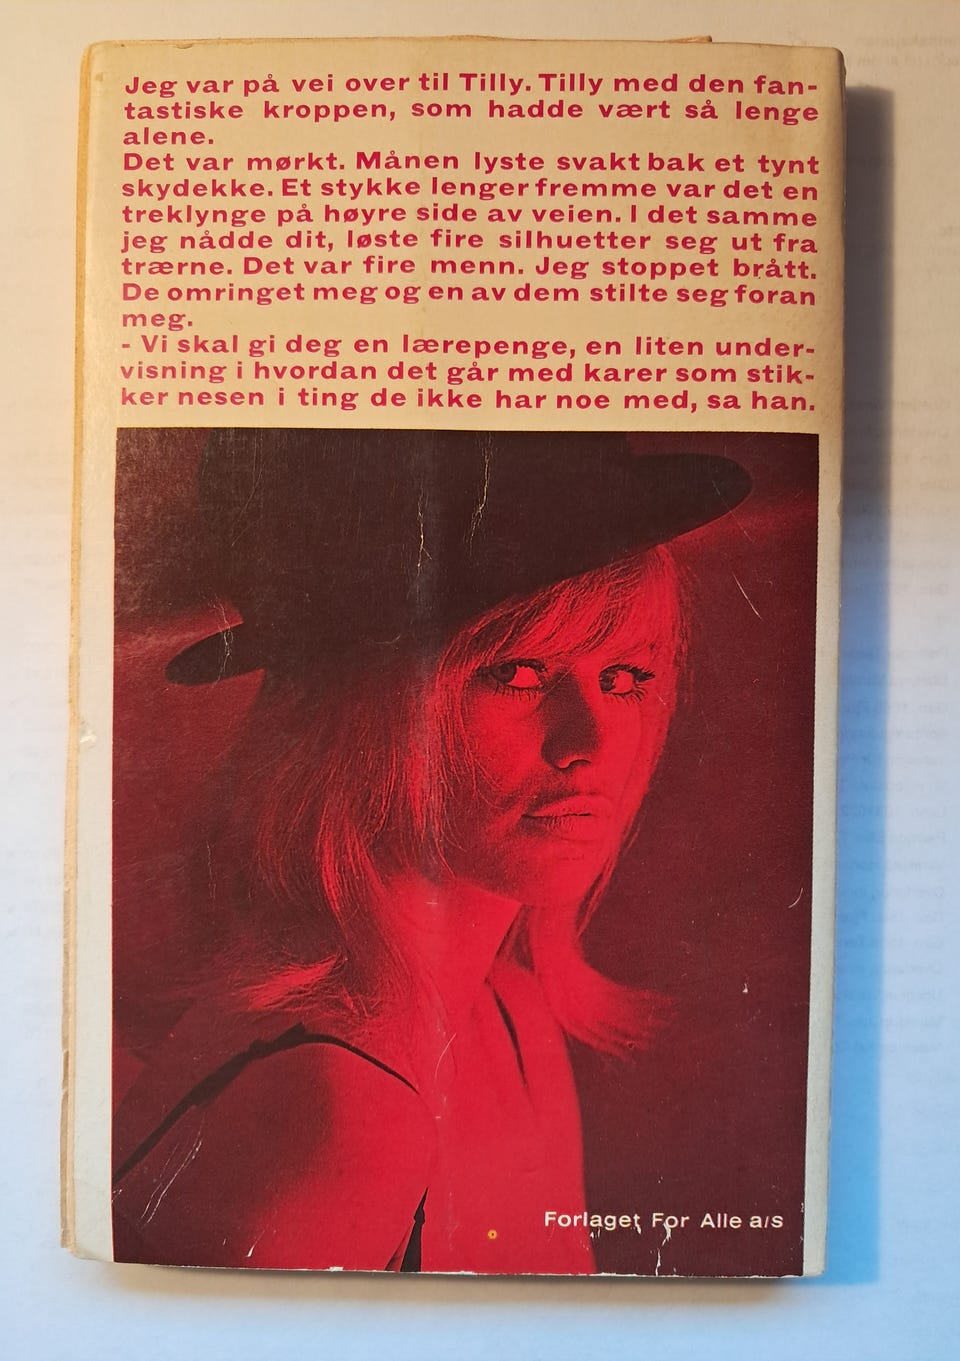 Jeg var på vei over til Tilly. Tilly med den fan-
tastiske kroppen, som hadde vært så lenge
alene.
Det var mørkt. Månen lyste svakt bak et tynt
skydekke. Et stykke lenger fremme var det en
treklynge på høyre side av veien. I det samme
jeg nådde dit, løste fire silhuetter seg ut fra
trærne. Det var fire menn. Jeg stoppet brått.
De omringet meg og en av dem stilte seg foran
meg.
- Vi skal gi deg en lærepenge, en liten under-
visning i hvordan det går med karer som stik-
ker nesen i ting de ikke har noe med, sa han.
Forlaget For Alle a/s